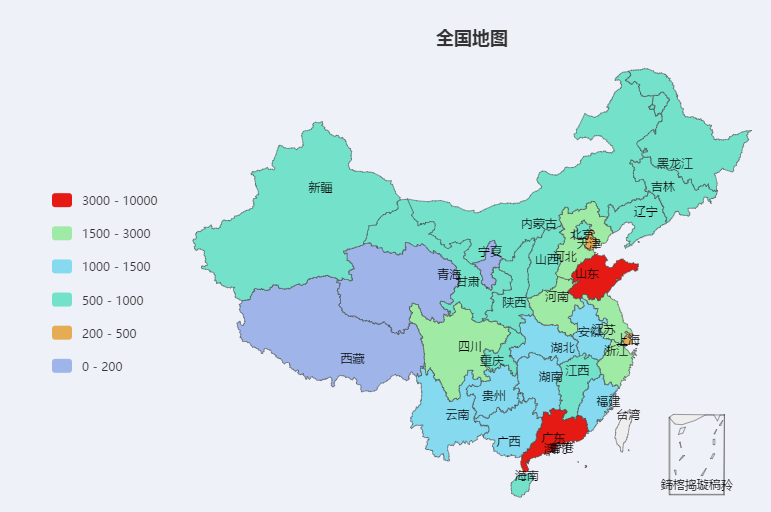 全国地图
3000 - 10000
1500 - 3000
1000 - 1500
500 - 1000
200 - 500
0 - 200
黑龙江
吉林
辽宁
新疆
内蒙古
北京
天津
宁夏
山西
河北
青海
甘肃
山东
陕西
河南
江苏
安徽
上海
浙江
四川
湖北
重庆
西藏
湖南
江西
贵州
福建
云南
台湾
广西
广东
香港
海南